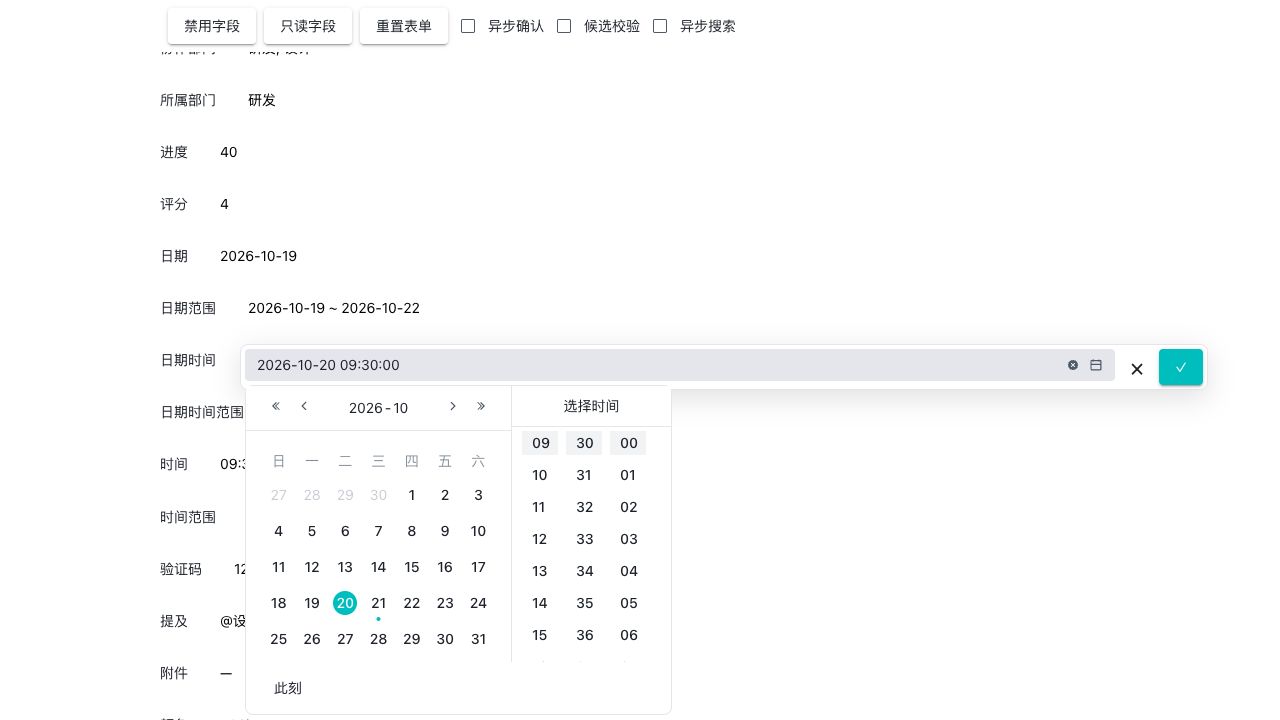 禁用字段 只读字段 重置表单 异步确认 候选校验 异步搜索
所属部门 研发
进度 40
评分 4
日期 2026-10-19
日期范围 2026-10-19 ~ 2026-10-22
日期时间 2026-10-20 09:30:00
日期时间范围
2026-10 选择时间
时间 09:3
09 30 00
日 一 二 三 四 五 六
10 31 01
27 28 29 30 1 2 3
11 32 02
时间范围
4 5 6 7 8 9 10
12 33 03
验证码 12
11 12 13 14 15 16 17
13 34 04
18 19 20 21 22 23 24
14 35 05
提及 @设
25 26 27 28 29 30 31
15 36 06
附件 —
此刻